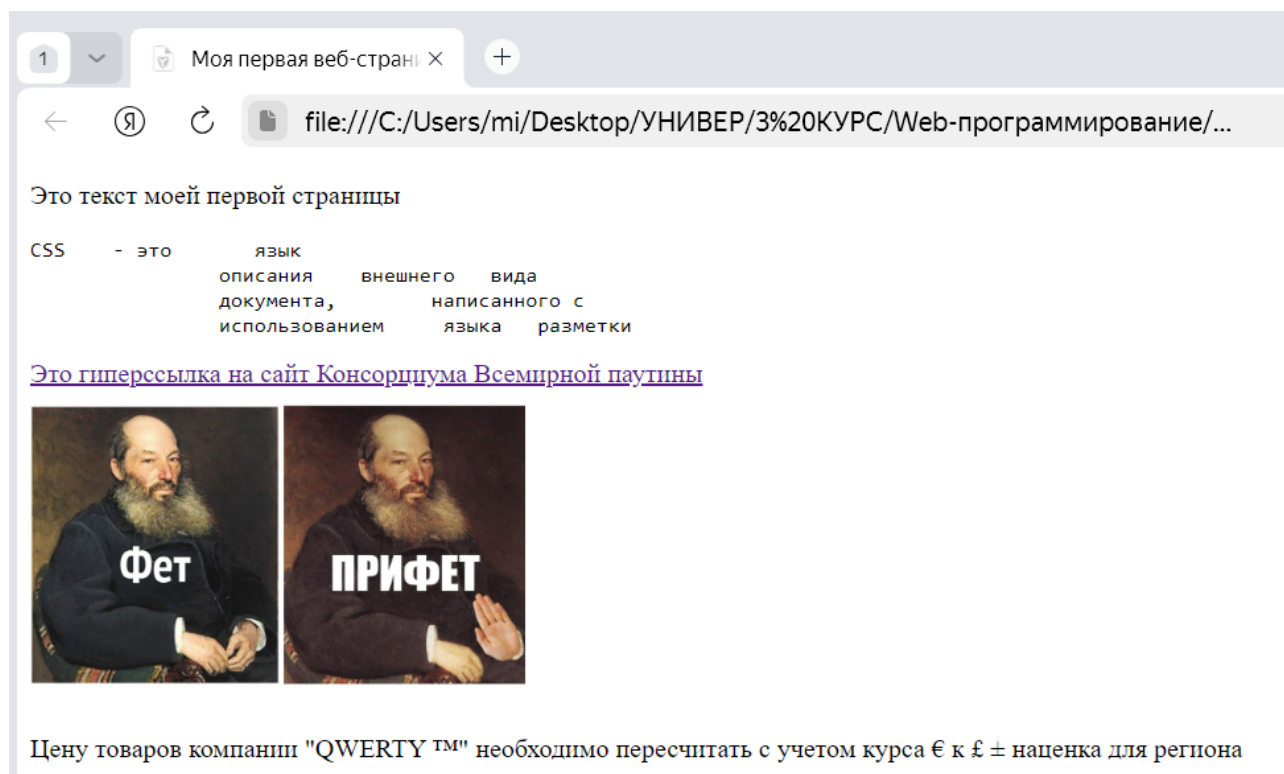 1
Моя первая веб-страни
file:///C:/Users/mi/Desktop/УНИВЕР/3%20КУРС/Web-программирование/...
Это текст моей первой страницы
CSS    - это       язык
                описания    внешнего   вида
                документа,        написанного с
                использованием     языка   разметки
Это гиперссылка на сайт Консорциума Всемирной паутины
Фет
ПРИФЕТ
Цену товаров компании "QWERTY ™" необходимо пересчитать с учетом курса € к £ ± наценка для региона